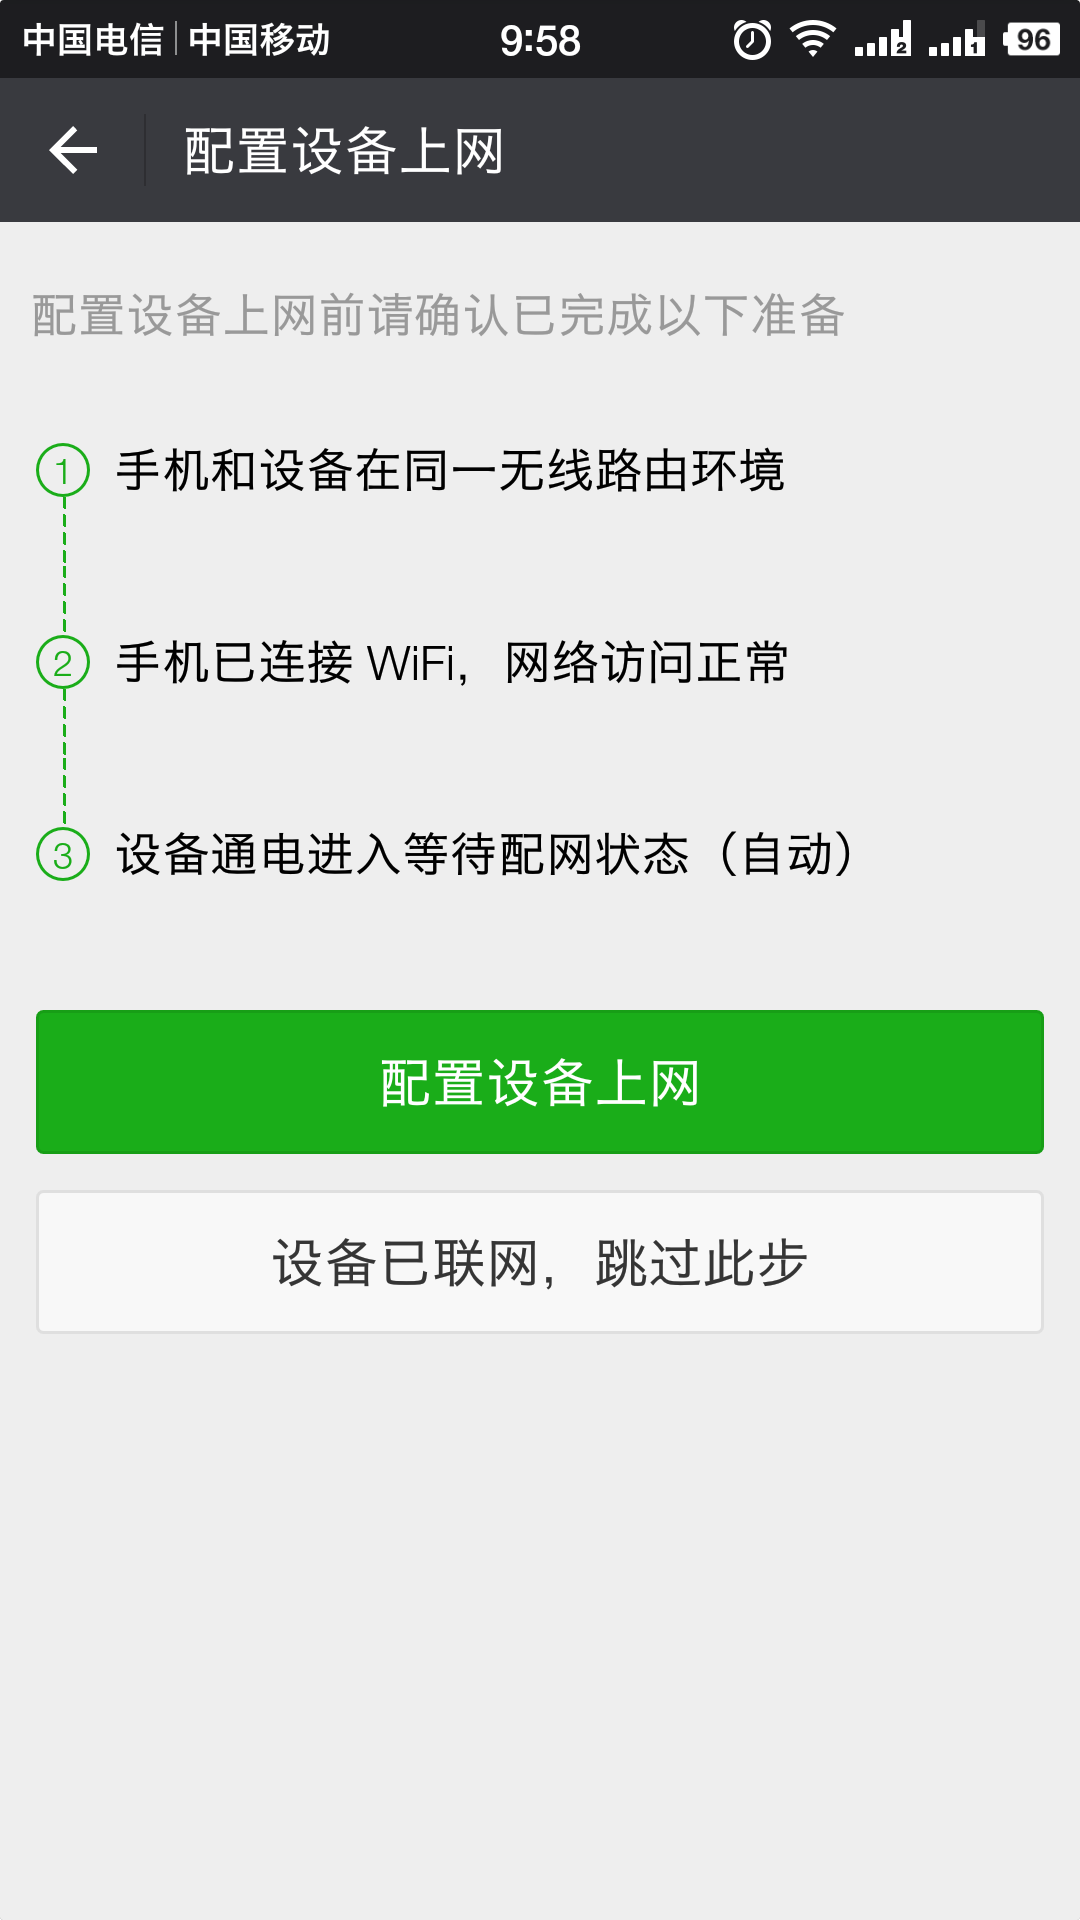 中国电信 | 中国移动 9:58 2 1 96
配置设备上网
配置设备上网前请确认已完成以下准备
1 手机和设备在同一无线路由环境
2 手机已连接 WiFi，网络访问正常
3 设备通电进入等待配网状态（自动）
配置设备上网
设备已联网，跳过此步